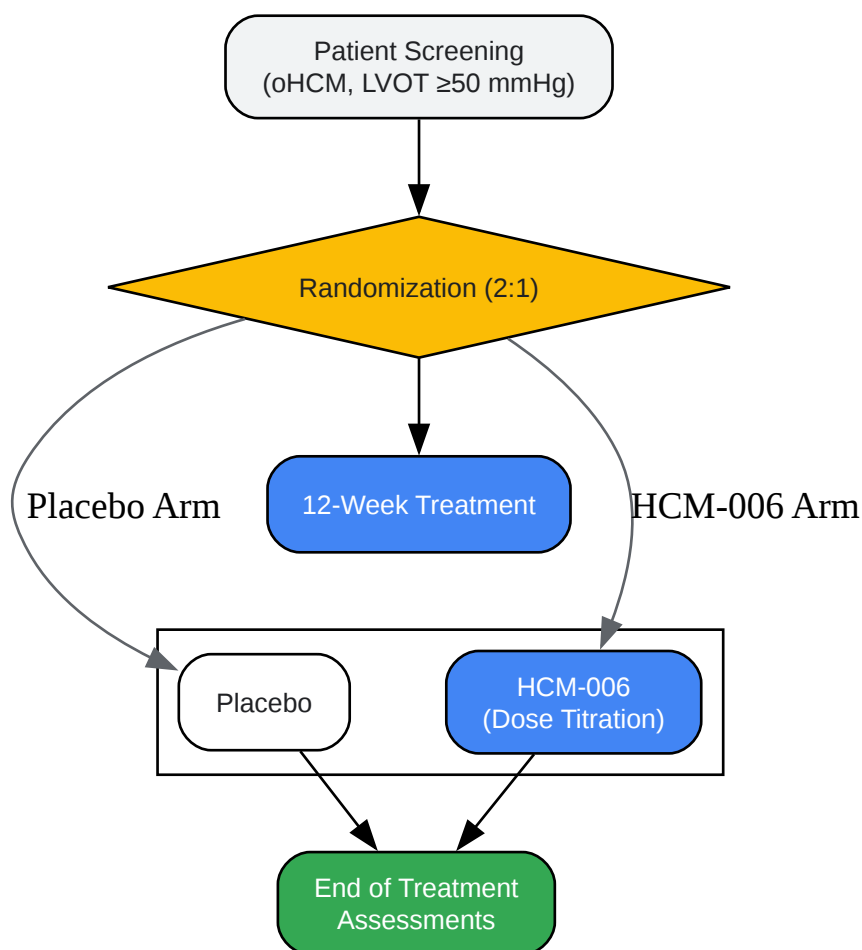 Patient Screening
(oHCM, LVOT ≥50 mmHg)
Randomization (2:1)
Placebo Arm
12-Week Treatment
HCM-006 Arm
Placebo
HCM-006
(Dose Titration)
End of Treatment
Assessments